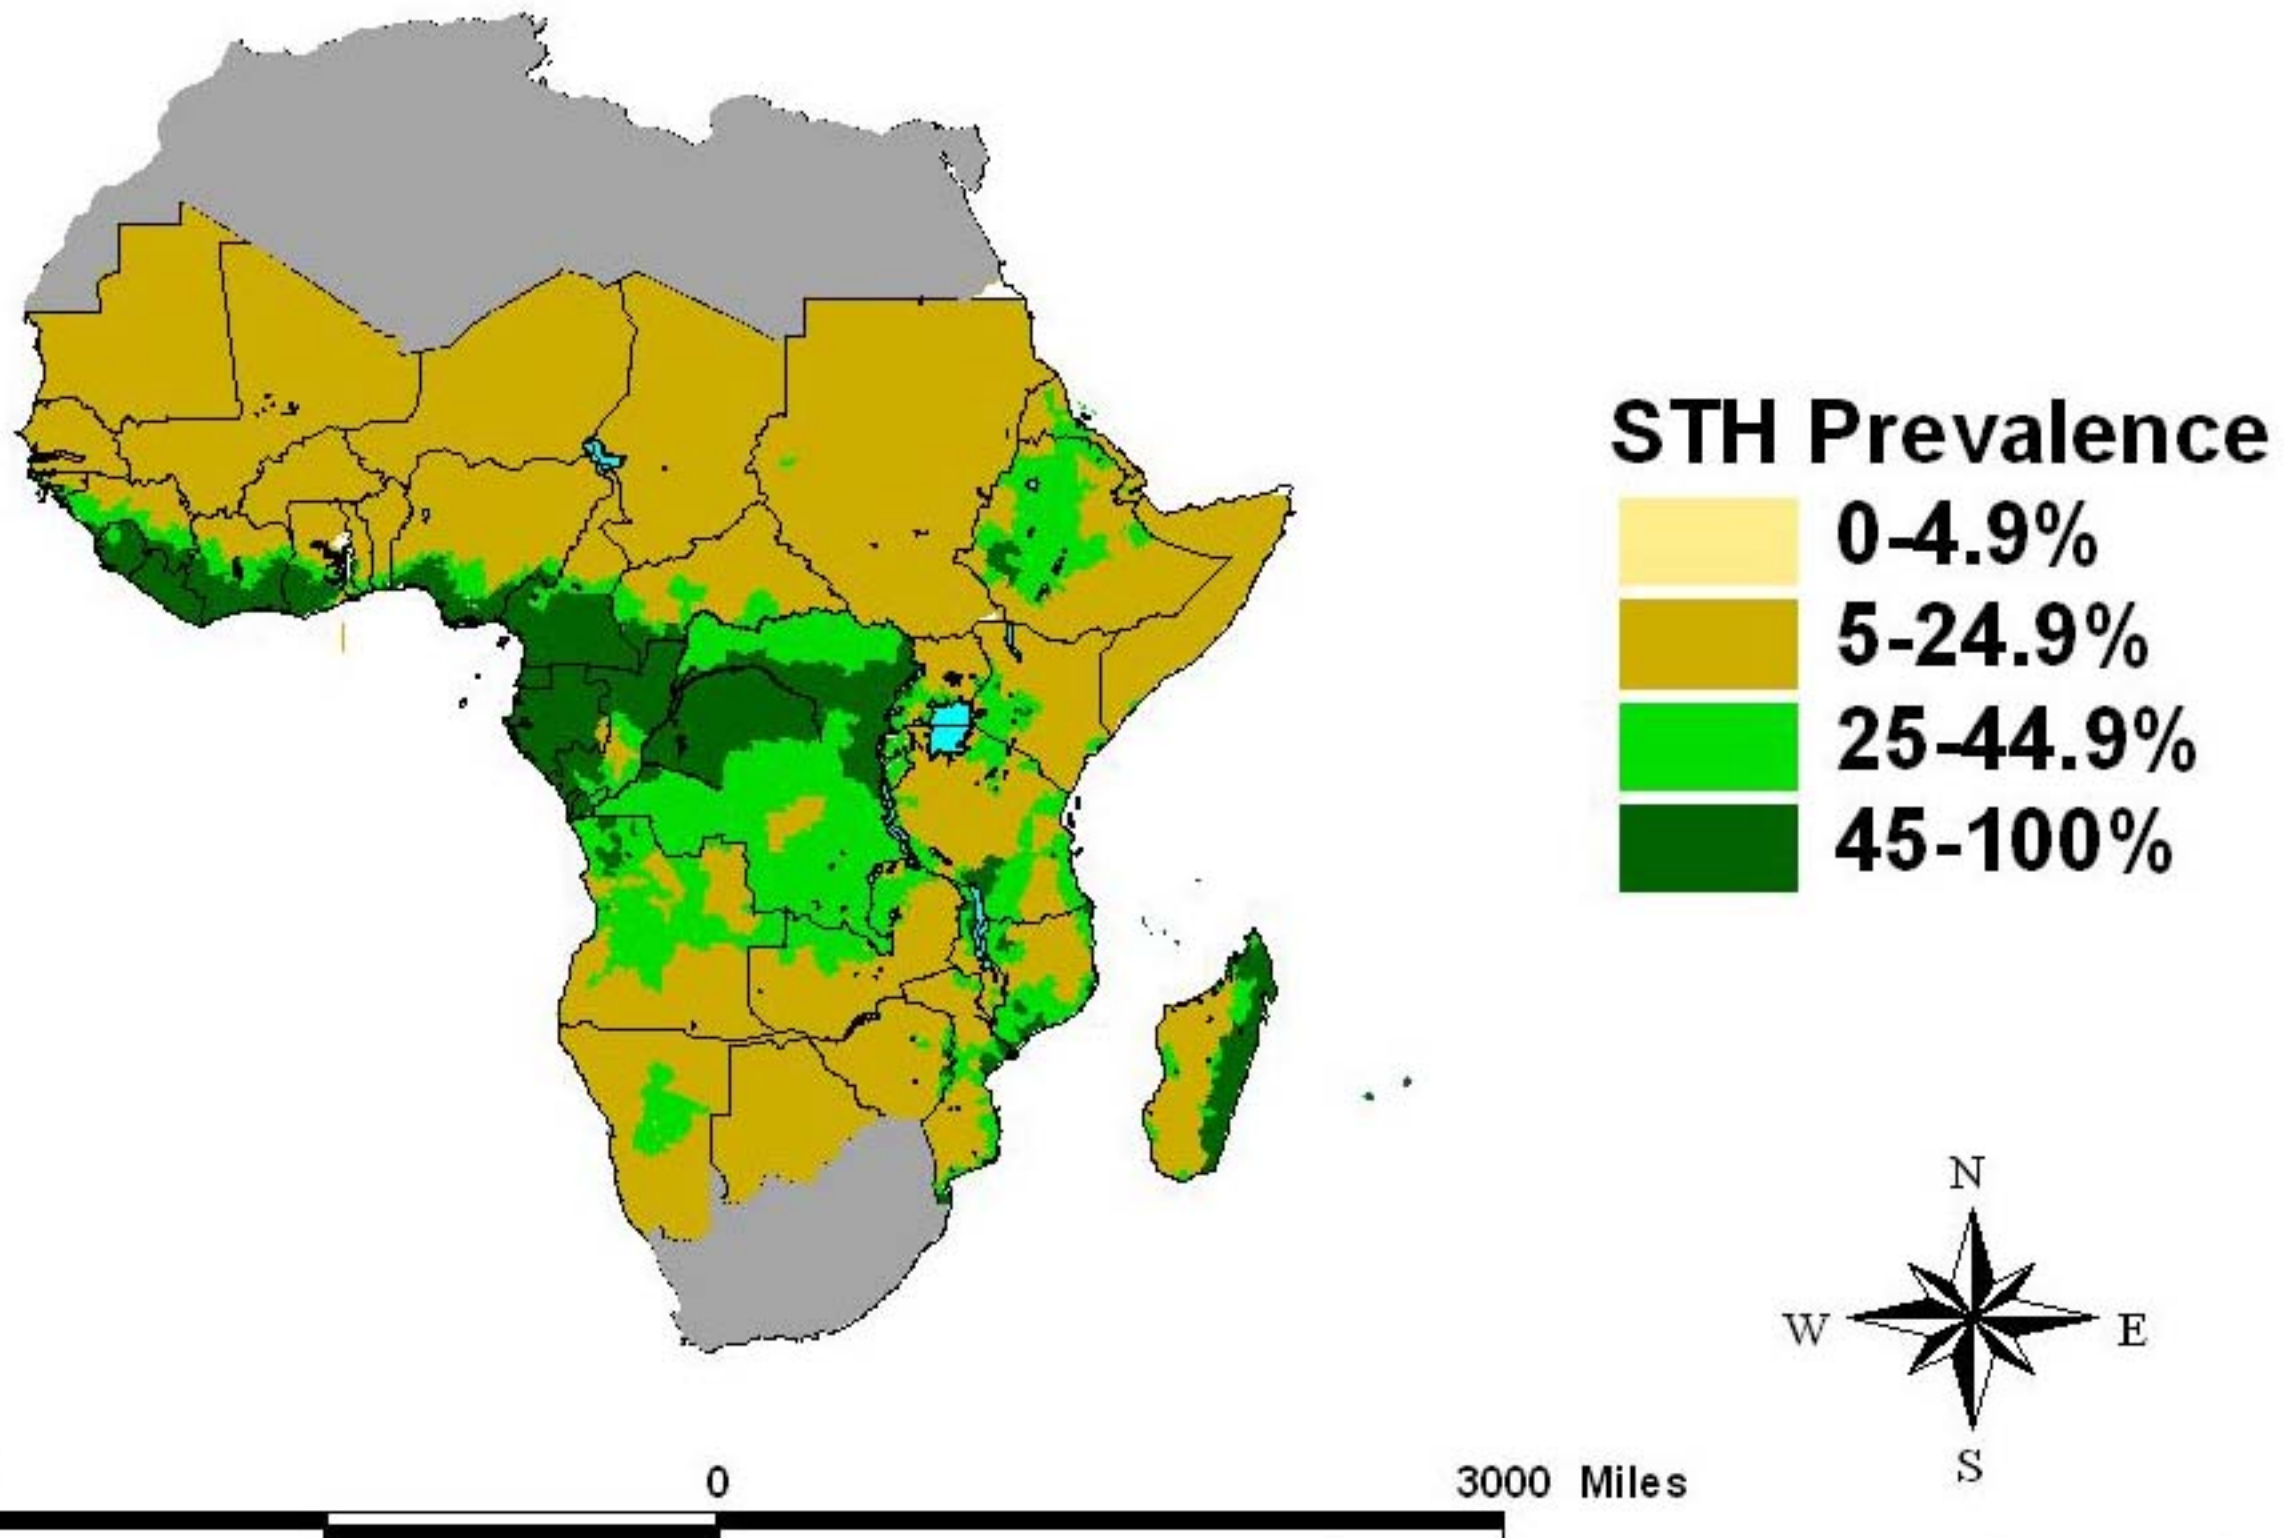 STH Prevalence
0-4.9%
5-24.9%
25-44.9%
45-100%
N
W E
S
0 3000 Miles